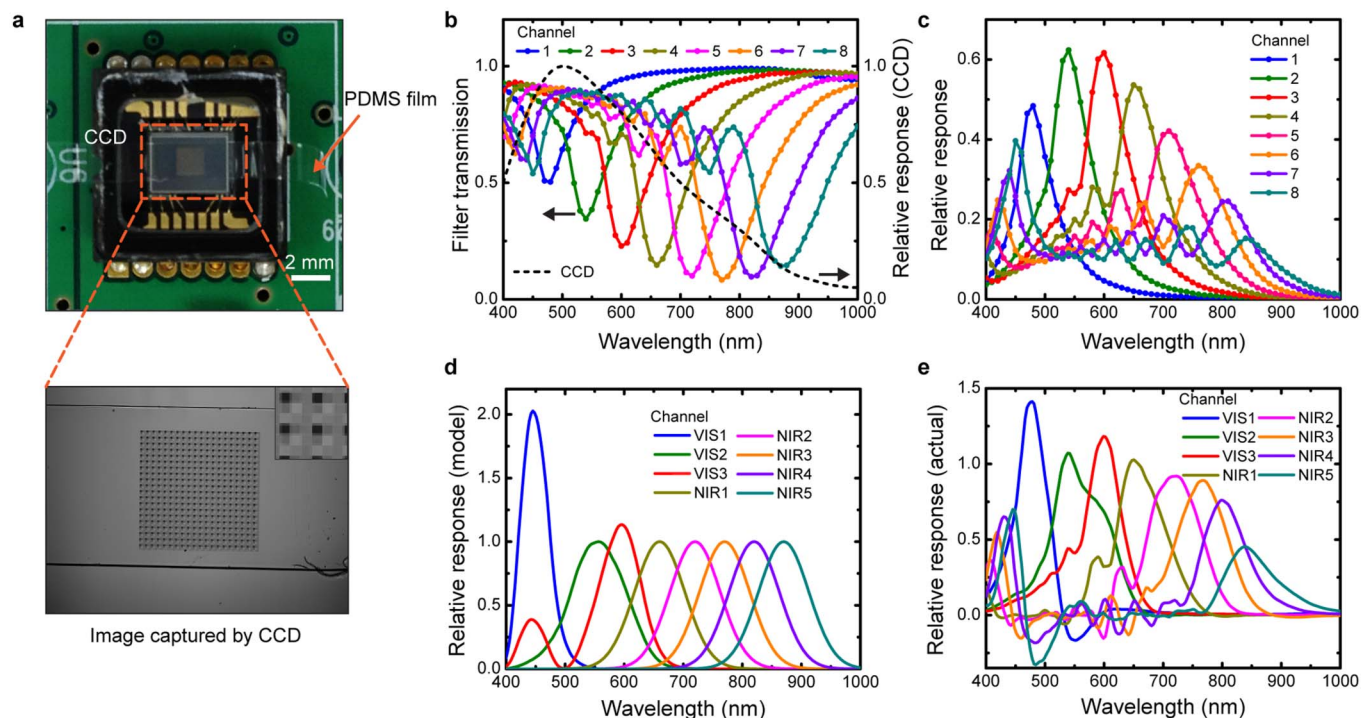 a
CCD
PDMS film
2 mm
Image captured by CCD
b
Channel
1 2 3 4 5 6 7 8
1.0
0.5
0.0
Filter transmission
CCD
1.0
0.5
0.0
Relative response (CCD)
400 500 600 700 800 900 1000
Wavelength (nm)
c
Channel
1
2
3
4
5
6
7
8
0.6
0.4
0.2
0.0
Relative response
400 500 600 700 800 900 1000
Wavelength (nm)
d
Channel
VIS1 NIR2
VIS2 NIR3
VIS3 NIR4
NIR1 NIR5
2.0
1.5
1.0
0.5
0.0
Relative response (model)
400 500 600 700 800 900 1000
Wavelength (nm)
e
Channel
VIS1 NIR2
VIS2 NIR3
VIS3 NIR4
NIR1 NIR5
1.5
1.0
0.5
0.0
Relative response (actual)
400 500 600 700 800 900 1000
Wavelength (nm)